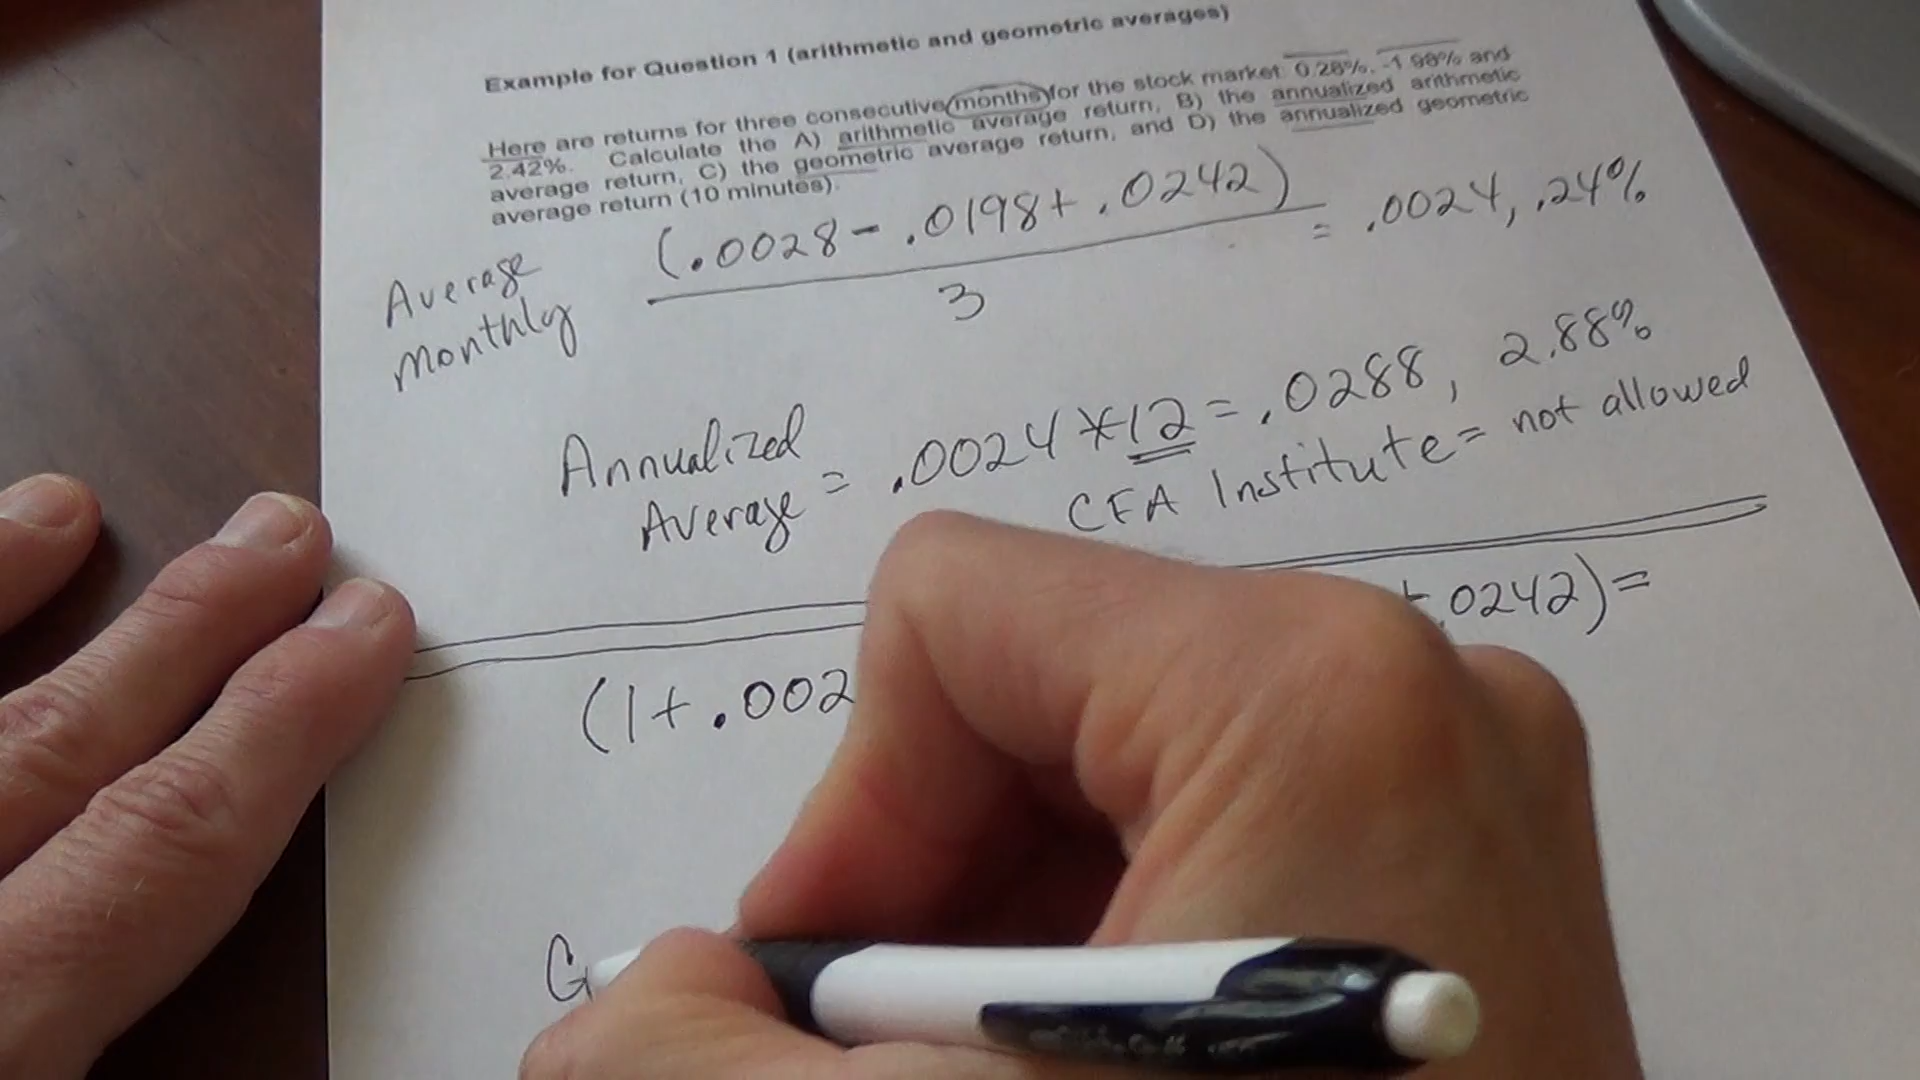 Example for Question 1 (arithmetic and geometric averages)
Here are returns for three consecutive months for the stock market: 0.28%, -1.98% and
2.42%. Calculate the A) arithmetic average return, B) the annualized arithmetic
average return, C) the geometric average return, and D) the annualized geometric
average return (10 minutes).
Average
monthly
(.0028 - .0198 + .0242)
3
= .0024, .24%
Annualized
Average = .0024 * 12 = .0288, 2.88%
CFA Institute = not allowed
(1+.002
.0242) =
G